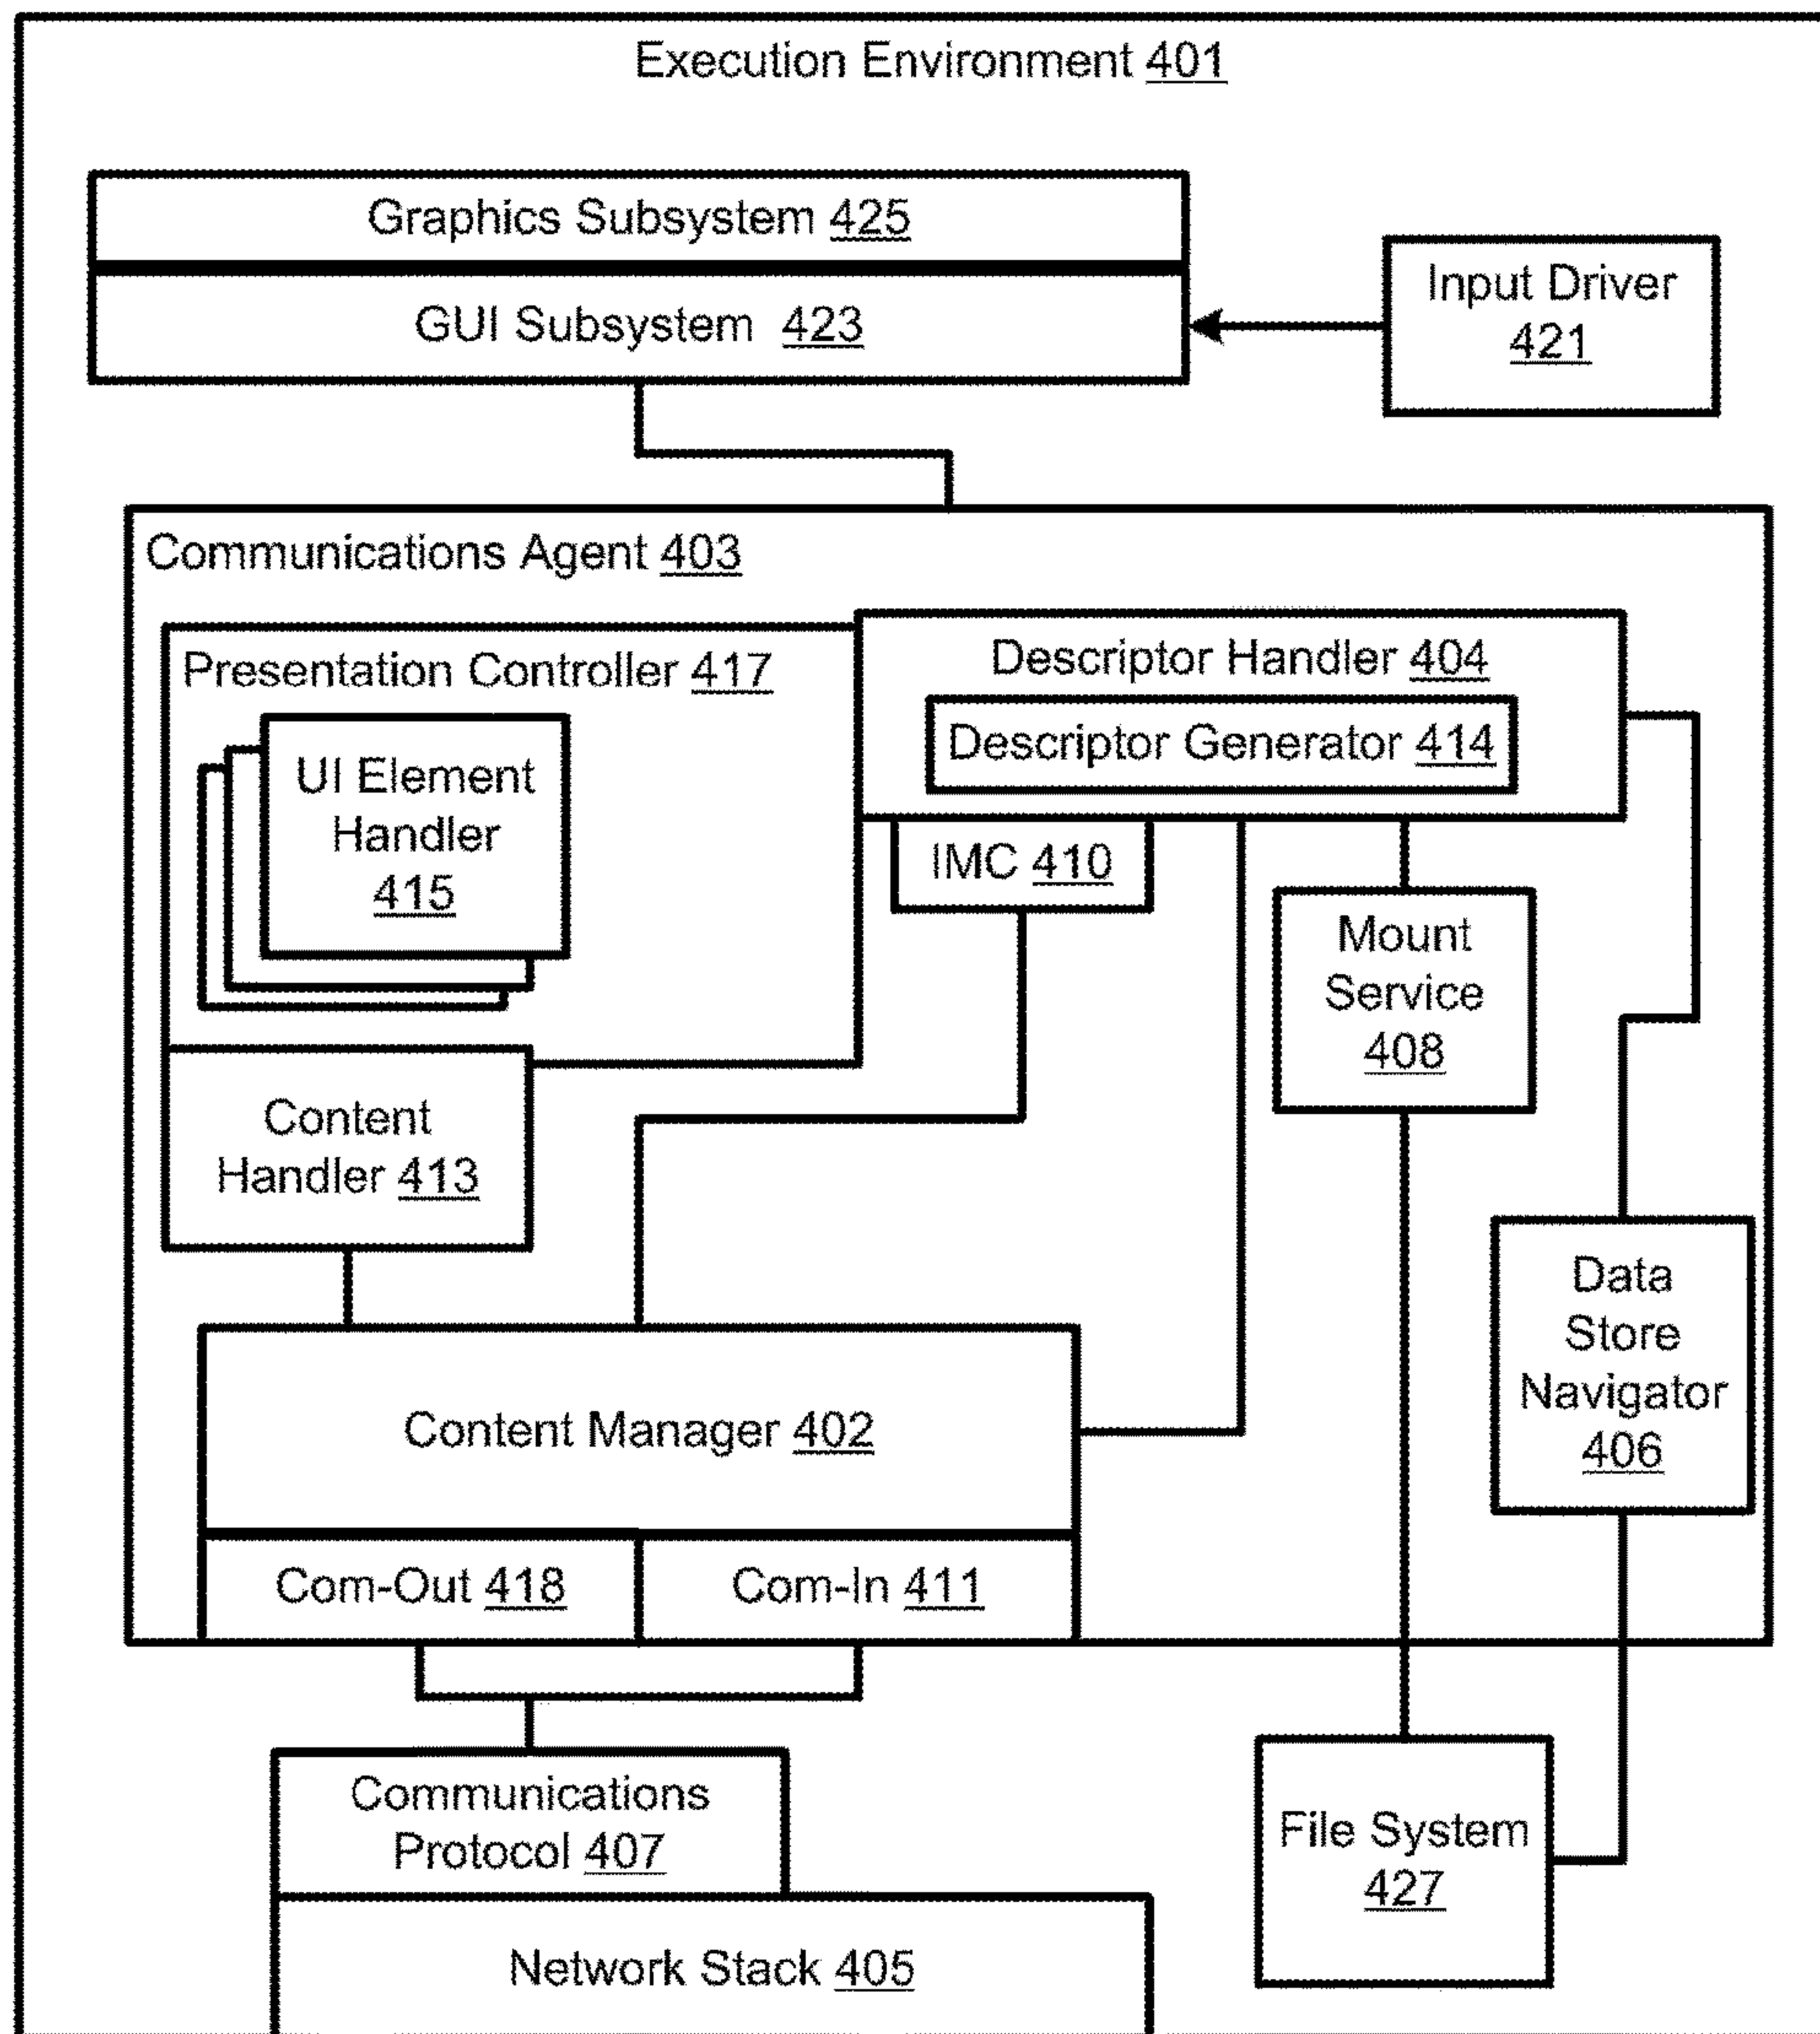 Execution Environment 401
Graphics Subsystem 425
GUI Subsystem 423
Input Driver
421
Communications Agent 403
Presentation Controller 417
UI Element
Handler
415
Descriptor Handler 404
Descriptor Generator 414
IMC 410
Mount
Service
408
Content
Handler 413
Data
Store
Navigator
406
Content Manager 402
Com-Out 418
Com-In 411
Communications
Protocol 407
File System
427
Network Stack 405